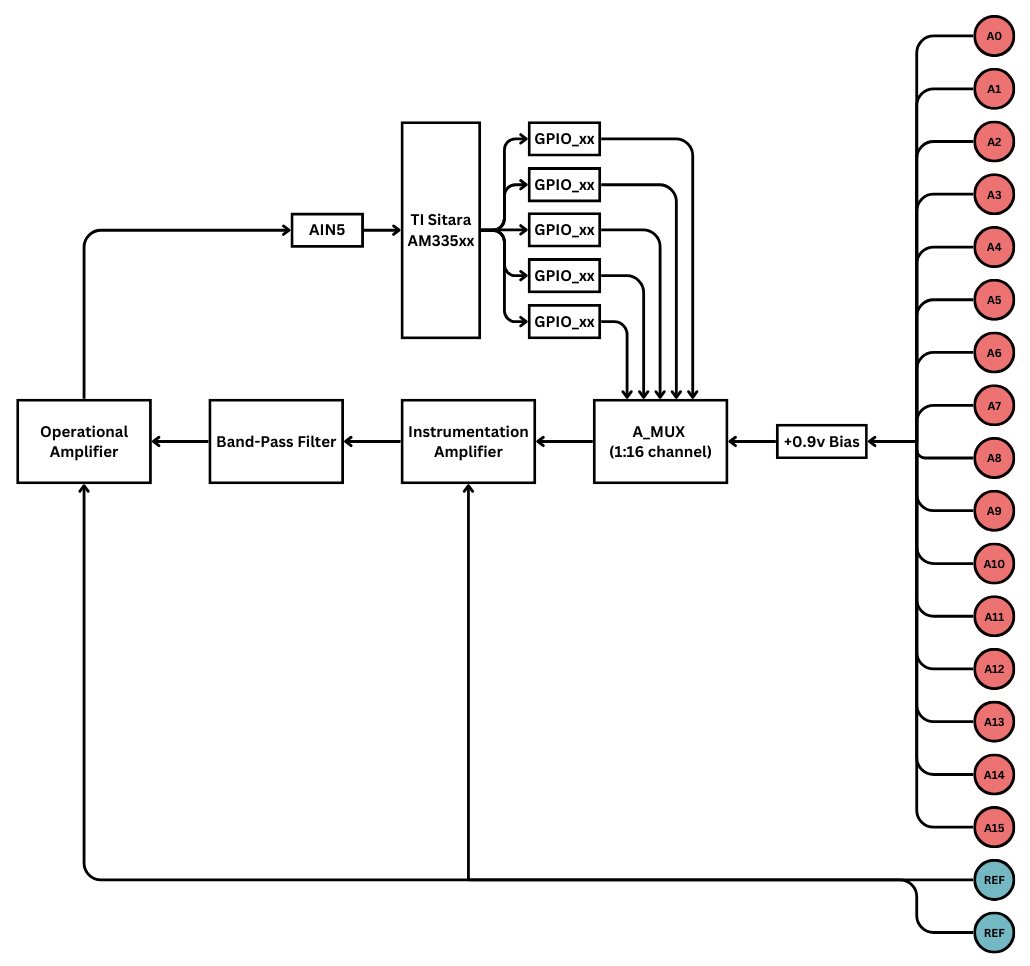 A0
A1
A2
A3
A4
A5
A6
A7
A8
A9
A10
A11
A12
A13
A14
A15
REF
REF
GPIO_xx
GPIO_xx
GPIO_xx
GPIO_xx
GPIO_xx
TI Sitara
AM335xx
AIN5
Operational
Amplifier
Band-Pass Filter
Instrumentation
Amplifier
A_MUX
(1:16 channel)
+0.9v Bias